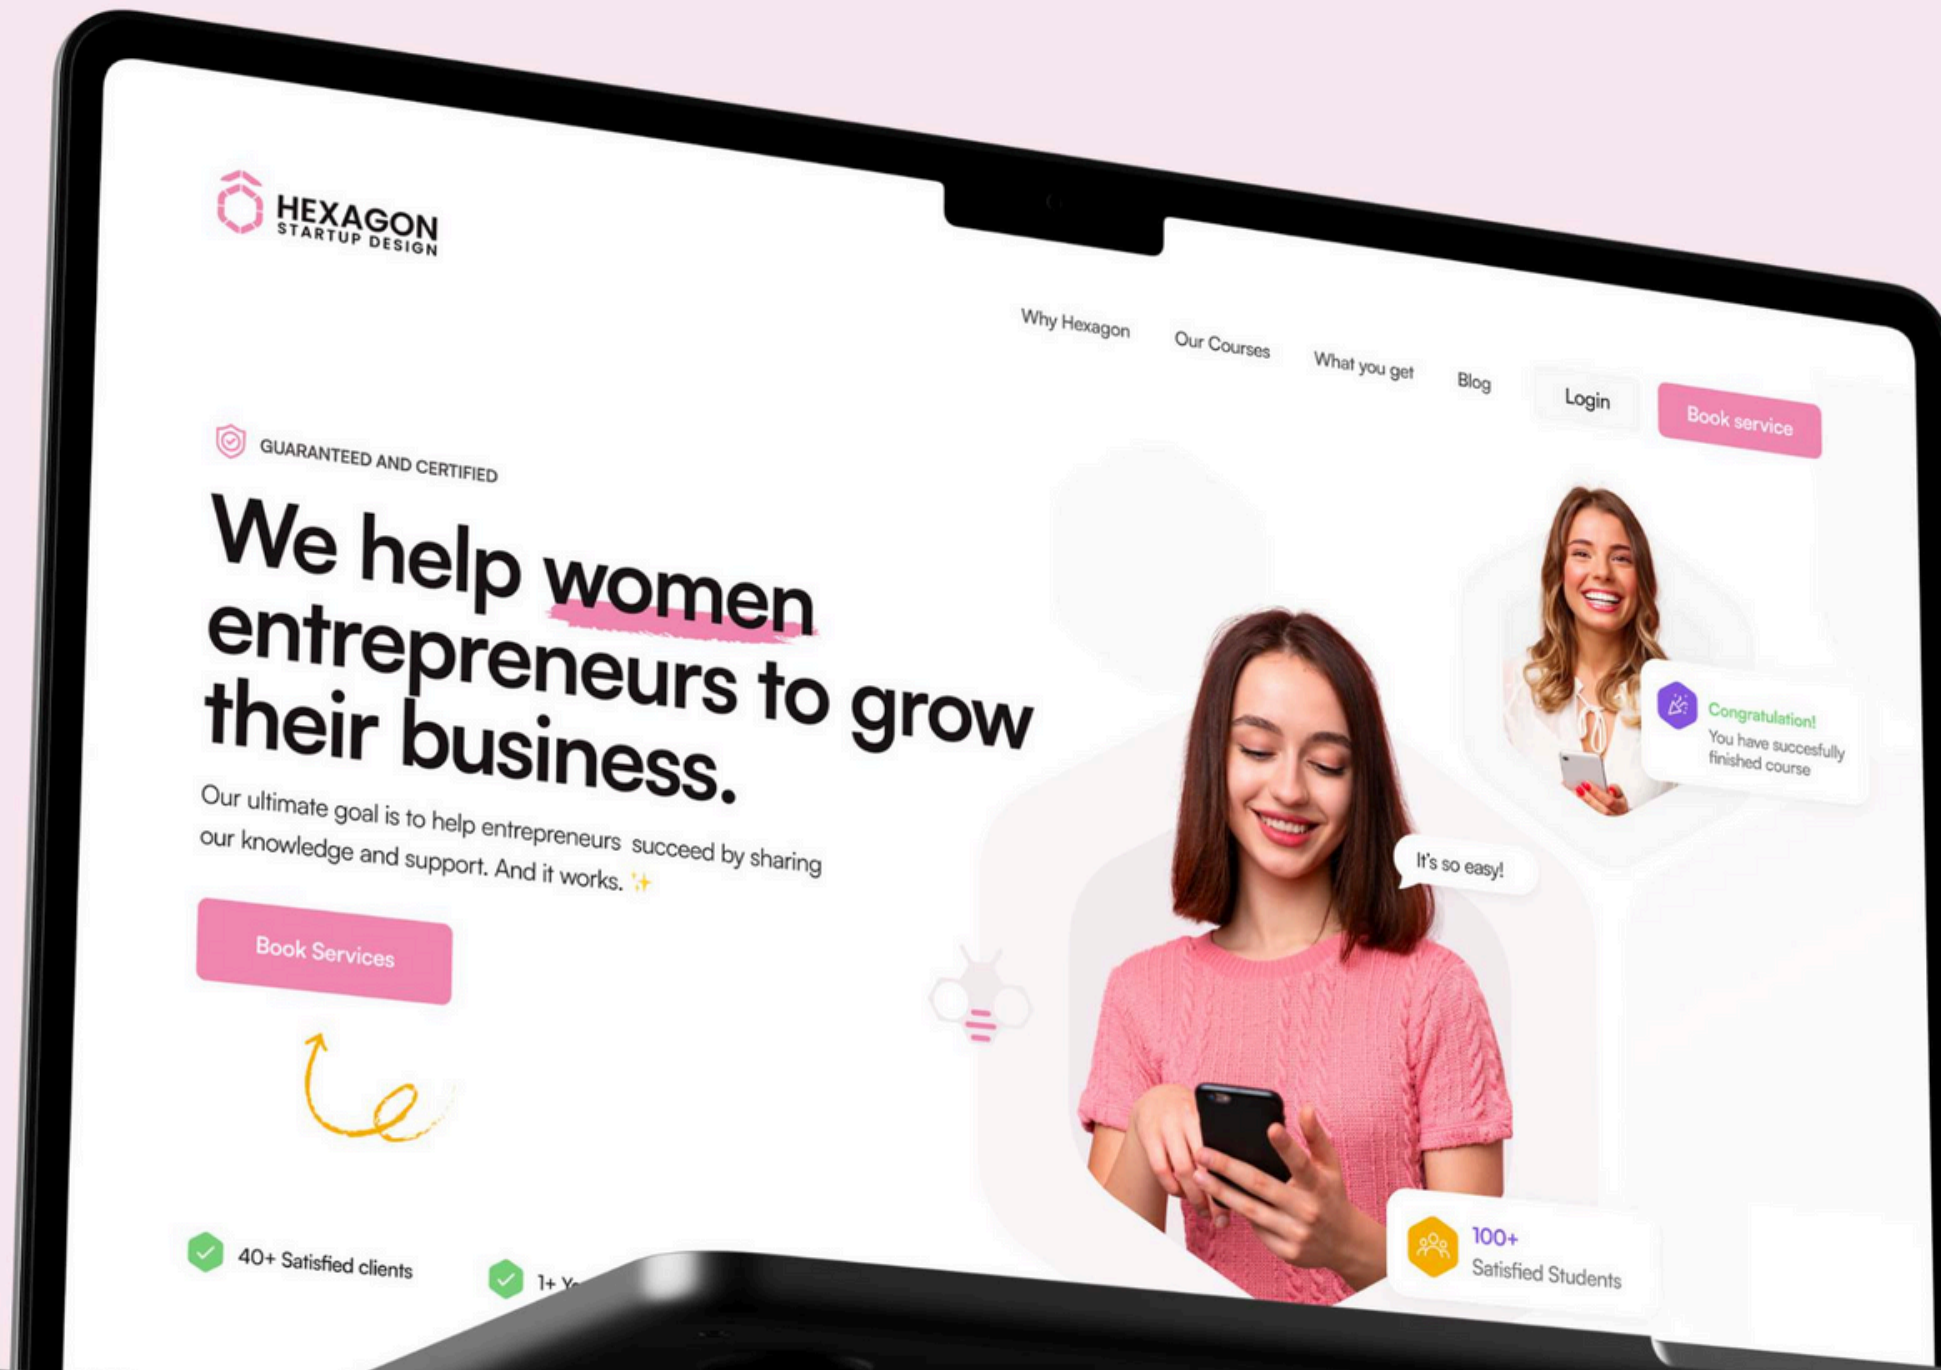 HEXAGON
STARTUP DESIGN
Why Hexagon
Our Courses
What you get
Blog
Login
Book service
GUARANTEED AND CERTIFIED
We help women
entrepreneurs to grow
their business.
Our ultimate goal is to help entrepreneurs succeed by sharing
our knowledge and support. And it works. ✨
Book Services
Congratulation!
You have succesfully
finished course
It's so easy!
40+ Satisfied clients
1+
100+
Satisfied Students